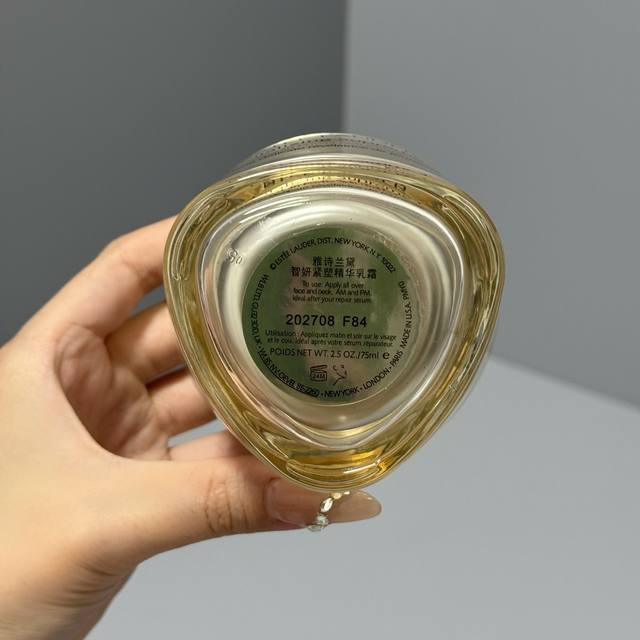 © ESTÉE LAUDER, DIST. NEW YORK, N.Y. 10022
雅诗兰黛
智妍紧塑精华乳霜
To use: Apply all over
face and neck, AM and PM.
Ideal after your repair serum.
202708 F84
Utilisation: Appliquez matin et soir sur le visage
et le cou. Idéal après votre sérum réparateur.
POIDS NET WT. 2.5 OZ./75ml e
24M
NEW YORK • LONDON • PARIS MADE IN U.S.A.